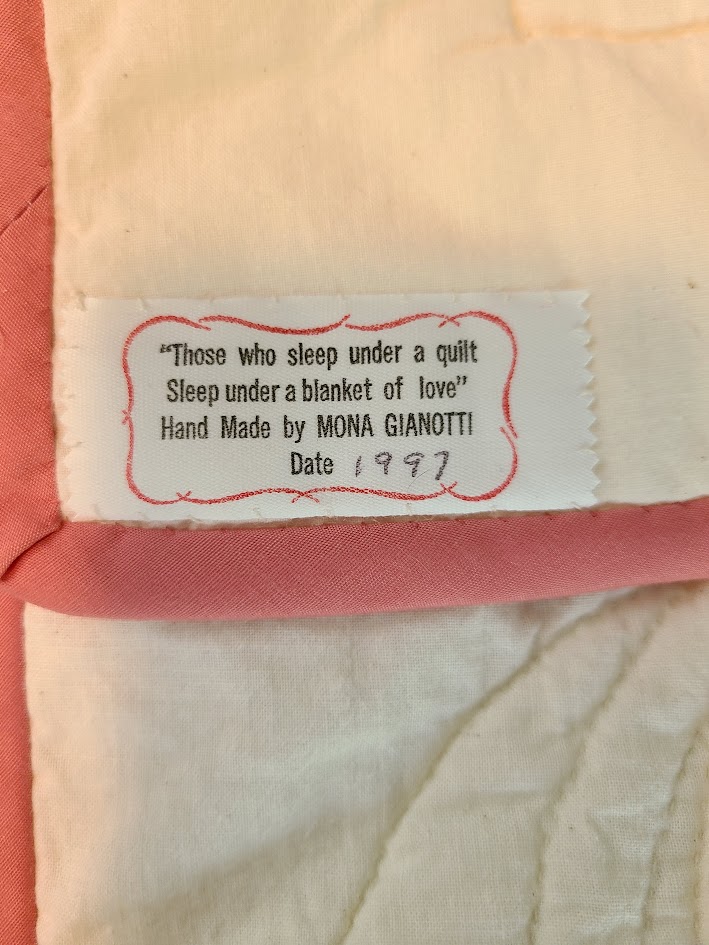 “Those who sleep under a quilt
Sleep under a blanket of love”
Hand Made by MONA GIANOTTI
Date 1997